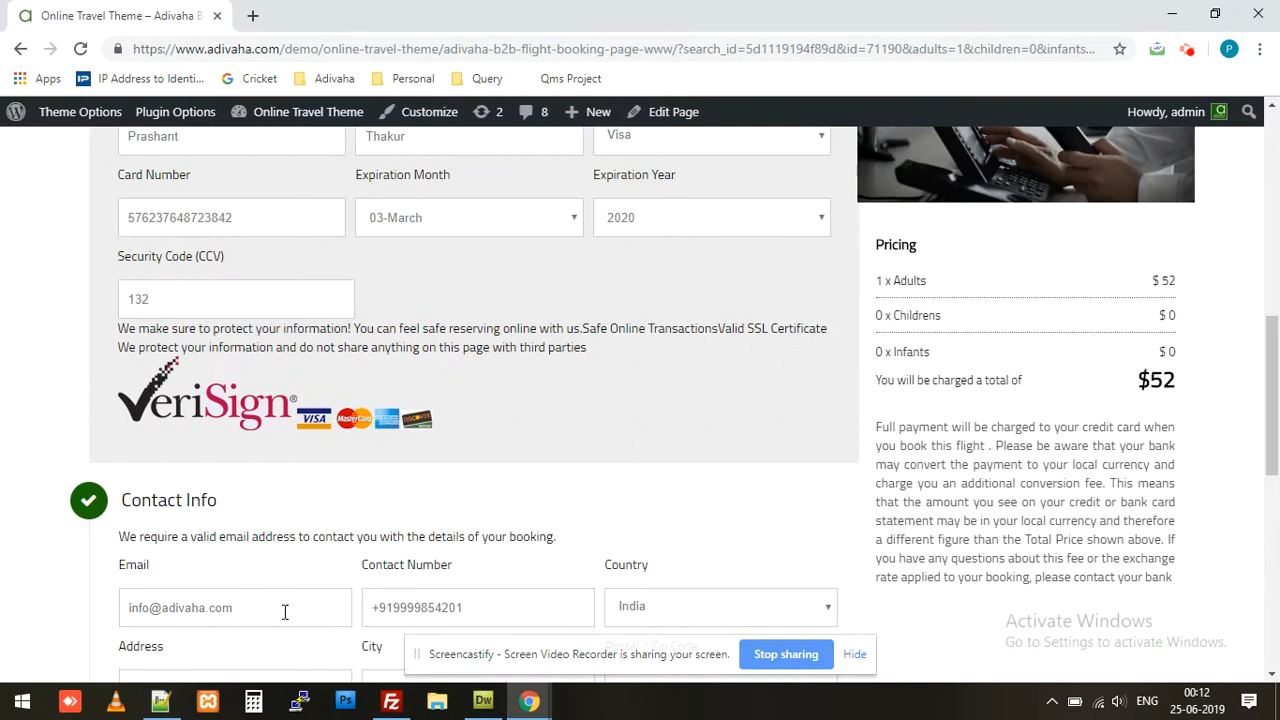 Online Travel Theme – Adivaha B
https://www.adivaha.com/demo/online-travel-theme/adivaha-b2b-flight-booking-page-www/?search_id=5d1119194f89d&id=71190&adults=1&children=0&infants...
P
Apps
IP Address to Identi...
Cricket
Adivaha
Personal
Query
Qms Project
Theme Options
Plugin Options
Online Travel Theme
Customize
2
8
New
Edit Page
Howdy, admin
Prashant
Thakur
Visa
Card Number
Expiration Month
Expiration Year
576237648723842
03-March
2020
Security Code (CCV)
132
We make sure to protect your information! You can feel safe reserving online with us.Safe Online TransactionsValid SSL Certificate
We protect your information and do not share anything on this page with third parties
VeriSign®
VISA
MasterCard
DISCOVER
Pricing
1 x Adults $ 52
0 x Childrens $ 0
0 x Infants $ 0
You will be charged a total of $52
Full payment will be charged to your credit card when
you book this flight . Please be aware that your bank
may convert the payment to your local currency and
charge you an additional conversion fee. This means
that the amount you see on your credit or bank card
statement may be in your local currency and therefore
a different figure than the Total Price shown above. If
you have any questions about this fee or the exchange
rate applied to your booking, please contact your bank
Contact Info
We require a valid email address to contact you with the details of your booking.
Email
Contact Number
Country
info@adivaha.com
+919999854201
India
Address
City
Postal / Zip Code
Screencastify - Screen Video Recorder is sharing your screen.
Stop sharing
Hide
Activate Windows
Go to Settings to activate Windows.
Ps
Fz
Dw
ENG
00:12
25-06-2019